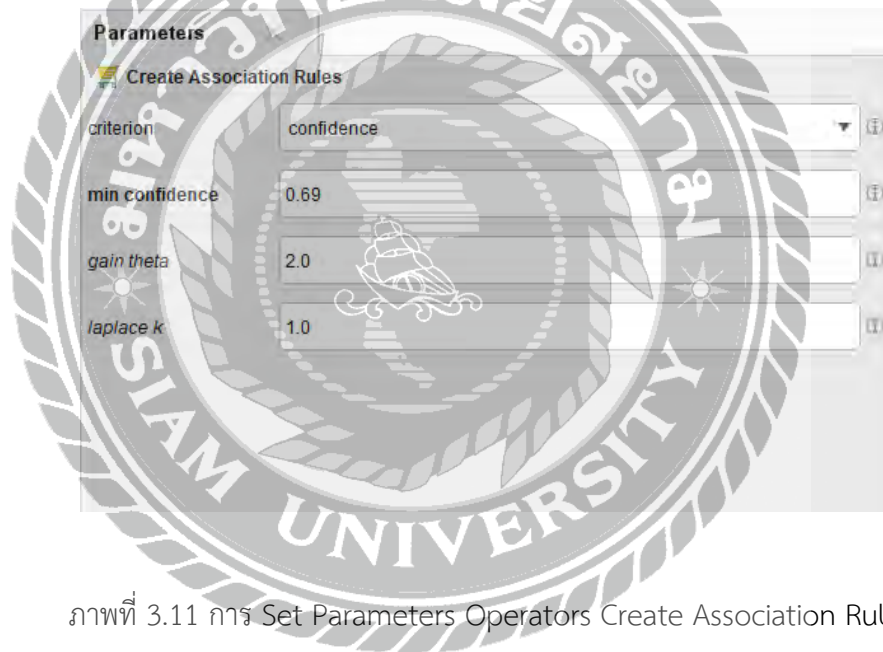 Parameters
Create Association Rules
criterion
confidence
min confidence
0.69
gain theta
2.0
laplace k
1.0
SIAM UNIVERSITY
ภาพที่ 3.11 การ Set Parameters Operators Create Association Rul